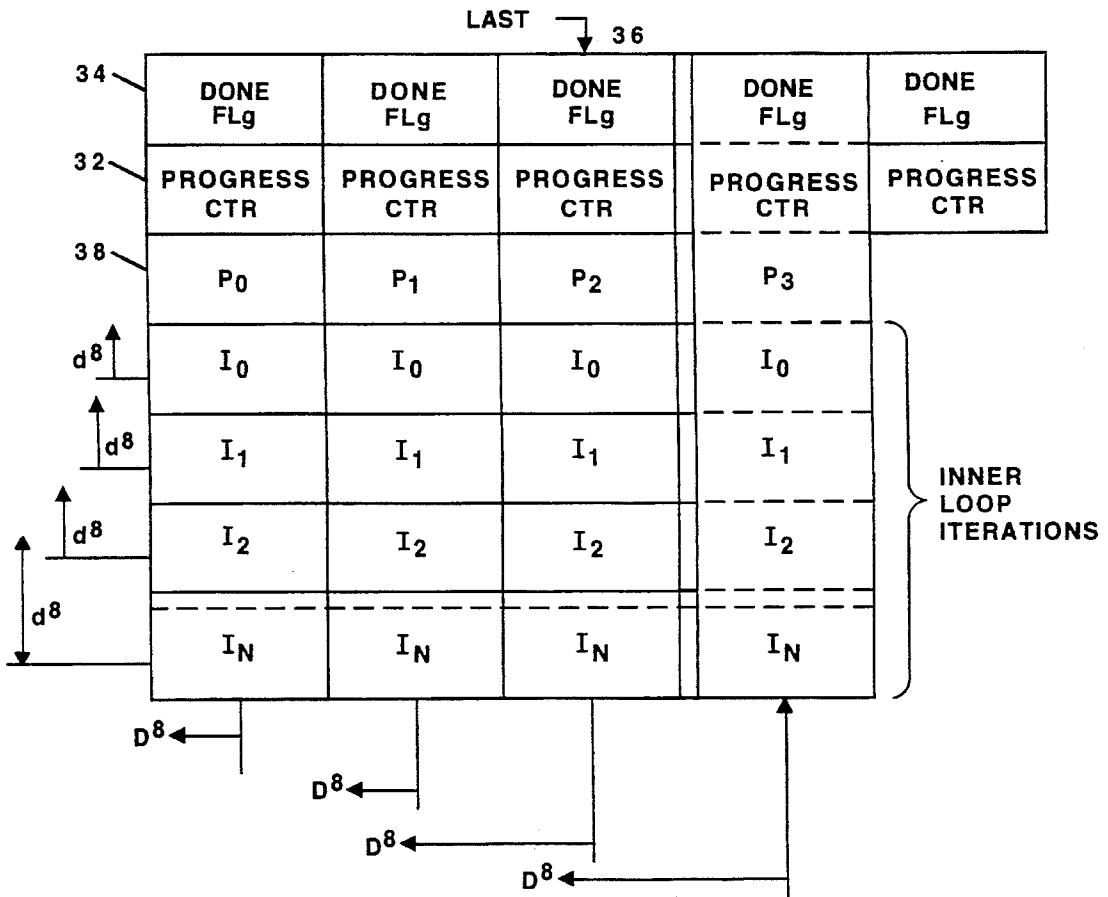 LAST
36
34
DONE FLg DONE FLg DONE FLg DONE FLg DONE FLg
32
PROGRESS CTR PROGRESS CTR PROGRESS CTR PROGRESS CTR PROGRESS CTR
38
P0 P1 P2 P3
d8 I0 I0 I0 I0
d8 I1 I1 I1 I1
INNER
LOOP
ITERATIONS
d8 I2 I2 I2 I2
d8 IN IN IN IN
D8
D8
D8
D8